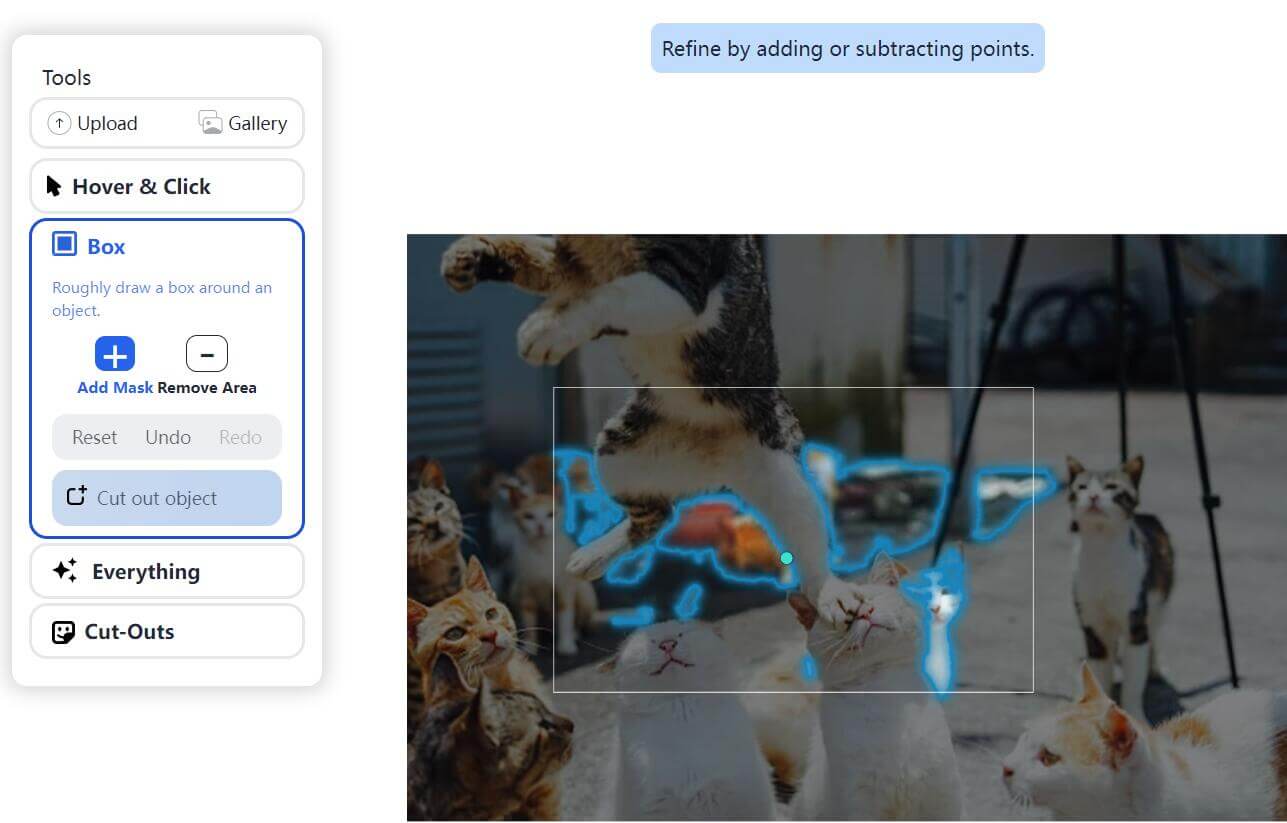 Refine by adding or subtracting points.
Tools
Upload
Gallery
Hover & Click
Box
Roughly draw a box around an
object.
Add Mask
Remove Area
Reset
Undo
Redo
Cut out object
Everything
Cut-Outs